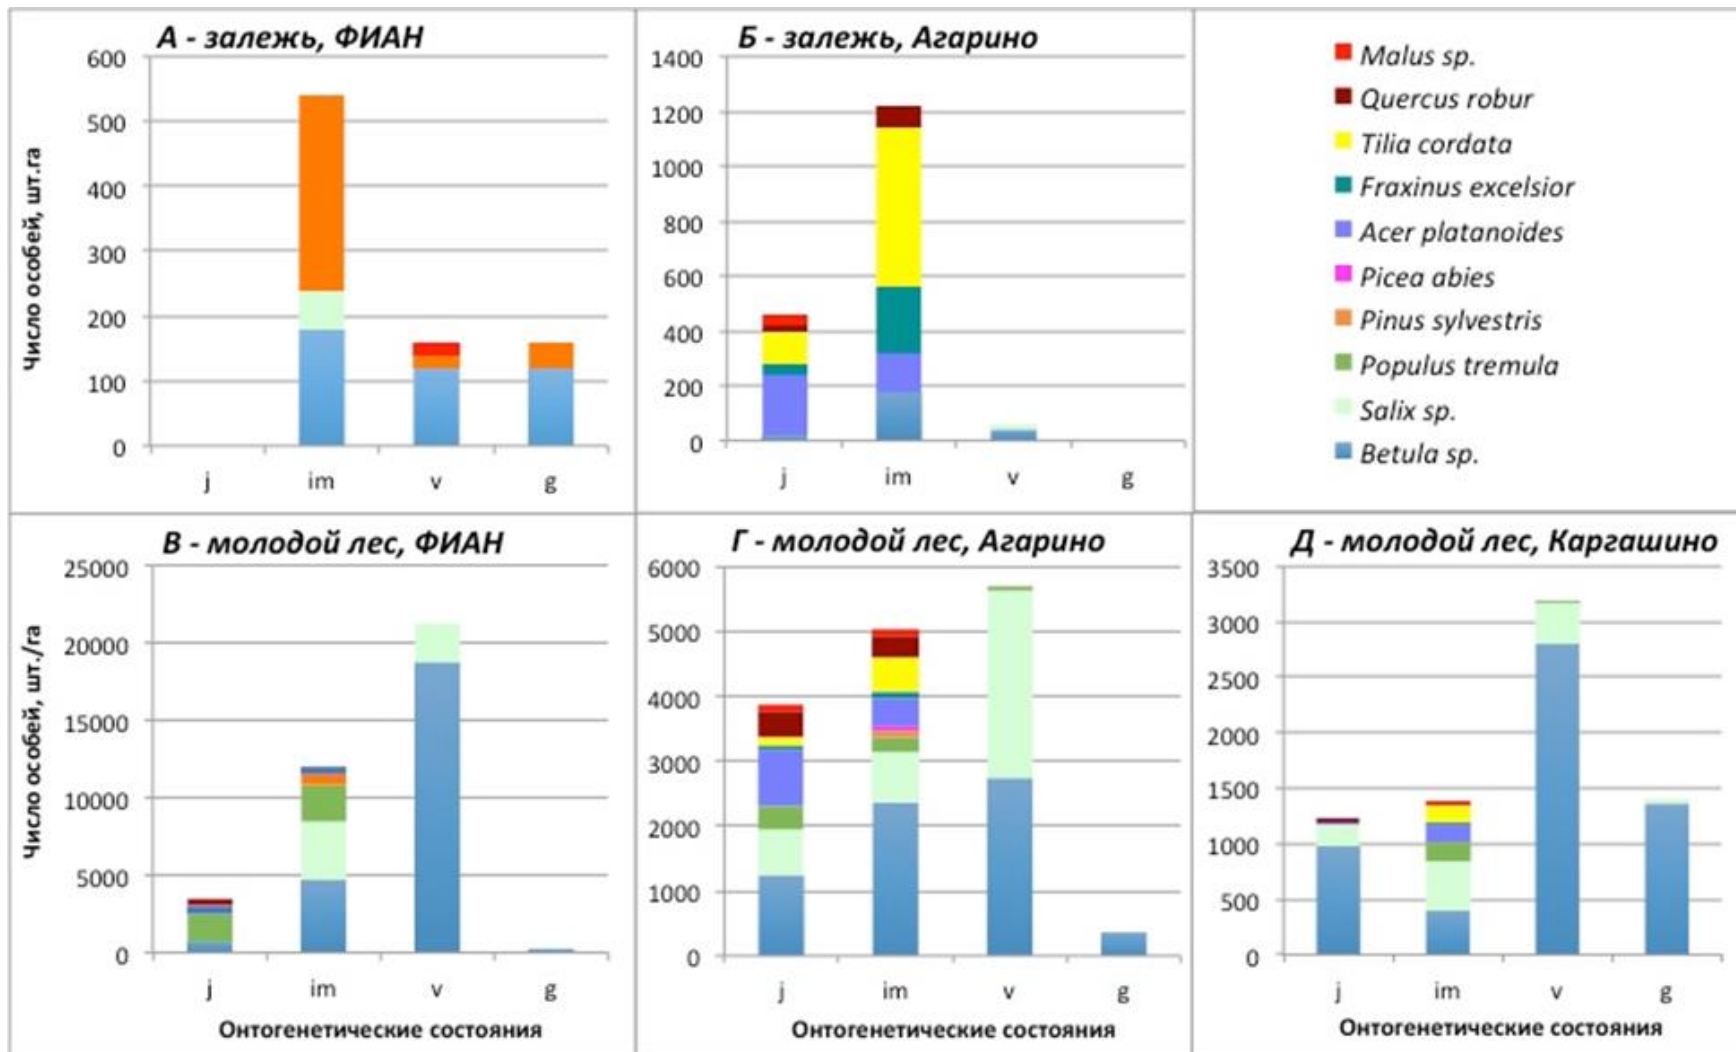 А - залежь, ФИАН
Число особей, шт.га
600
500
400
300
200
100
0
j im v g
Б - залежь, Агарино
1400
1200
1000
800
600
400
200
0
j im v g
Malus sp.
Quercus robur
Tilia cordata
Fraxinus excelsior
Acer platanoides
Picea abies
Pinus sylvestris
Populus tremula
Salix sp.
Betula sp.
В - молодой лес, ФИАН
Число особей, шт./га
25000
20000
15000
10000
5000
0
j im v g
Онтогенетические состояния
Г - молодой лес, Агарино
6000
5000
4000
3000
2000
1000
0
j im v g
Онтогенетические состояния
Д - молодой лес, Каргашино
3500
3000
2500
2000
1500
1000
500
0
j im v g
Онтогенетические состояния